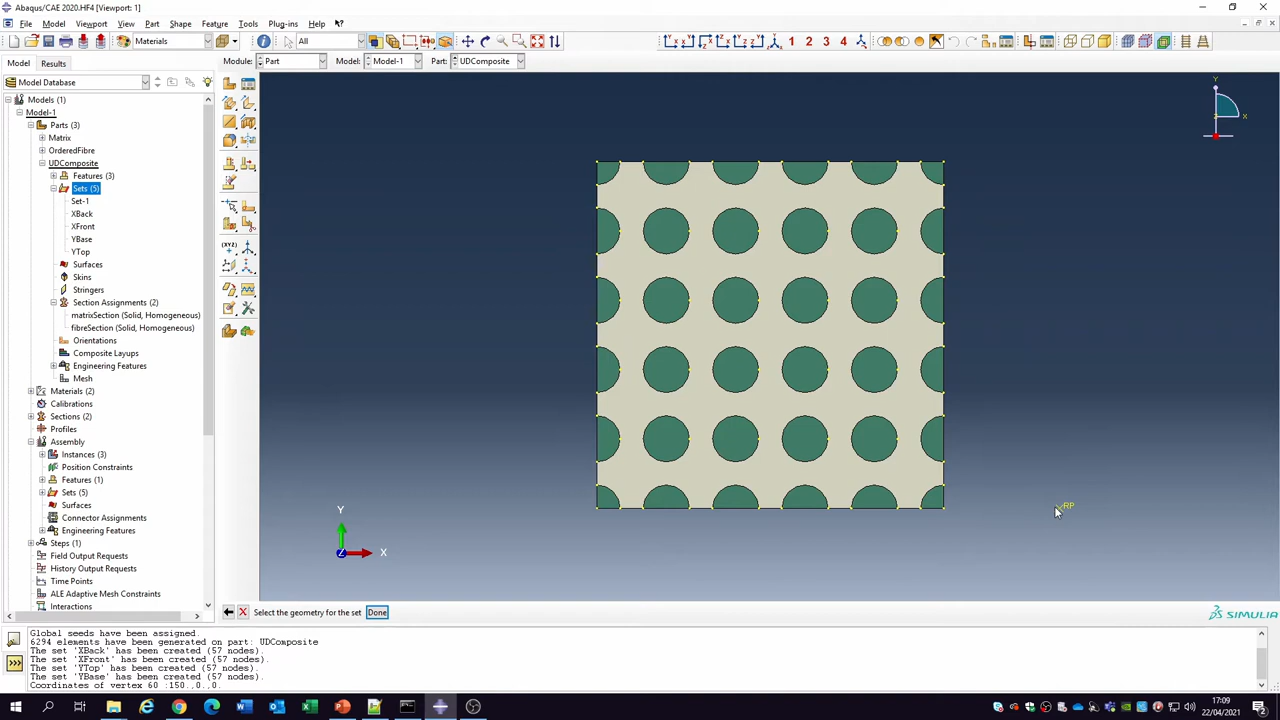 Abaqus/CAE 2020.HF4 [Viewport: 1]
File Model Viewport View Part Shape Feature Tools Plug-ins Help
Materials All 1 2 3 4
Model Results Module: Part Model: Model-1 Part: UDComposite
Model Database
Models (1)
Model-1
Parts (3)
Matrix
OrderedFibre
UDComposite
Features (3)
Sets (5)
Set-1
XBack
XFront
YBase
YTop
Surfaces
Skins
Stringers
Section Assignments (2)
matrixSection (Solid, Homogeneous)
fibreSection (Solid, Homogeneous)
Orientations
Composite Layups
Engineering Features
Mesh
Materials (2)
Calibrations
Sections (2)
Profiles
Assembly
Instances (3)
Position Constraints
Features (1)
Sets (5)
Surfaces
Connector Assignments
Engineering Features
Steps (1)
Field Output Requests
History Output Requests
Time Points
ALE Adaptive Mesh Constraints
Interactions
(XYZ)
Y
Z X
RP
Y
Z X
Select the geometry for the set Done
SIMULIA
Global seeds have been assigned.
6294 elements have been generated on part: UDComposite
The set 'XBack' has been created (57 nodes).
The set 'XFront' has been created (57 nodes).
The set 'YTop' has been created (57 nodes).
The set 'YBase' has been created (57 nodes).
Coordinates of vertex 60 :150.,0.,0.
>>>
17:09
22/04/2021